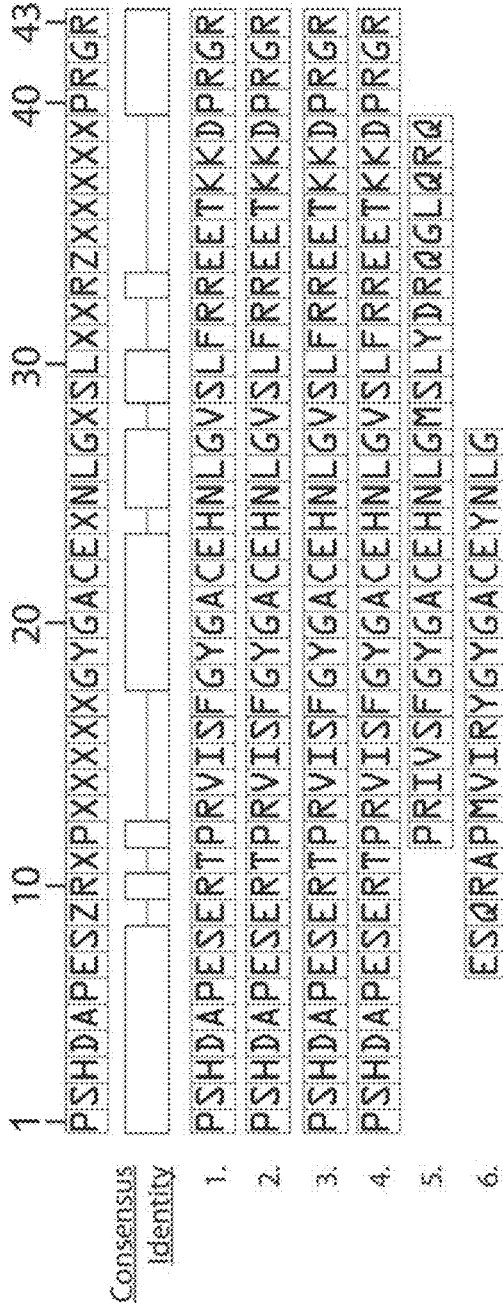 1 10 20 30 40 43
Consensus PSHDAPESZRXPXXXXXGYGACEXNLGXSLXXRZXXXXXPRGR
Identity
1. PSHDAPESERTPRVISFGYGACEHNLGVSLFRREETKKDPRGR
2. PSHDAPESERTPRVISFGYGACEHNLGVSLFRREETKKDPRGR
3. PSHDAPESERTPRVISFGYGACEHNLGVSLFRREETKKDPRGR
4. PSHDAPESERTPRVISFGYGACEHNLGVSLFRREETKKDPRGR
5. PRIVSFGYGACEHNLGMSLYDRQGLQRQ
6. ESQRAPMVIRYGYGACEYNLG